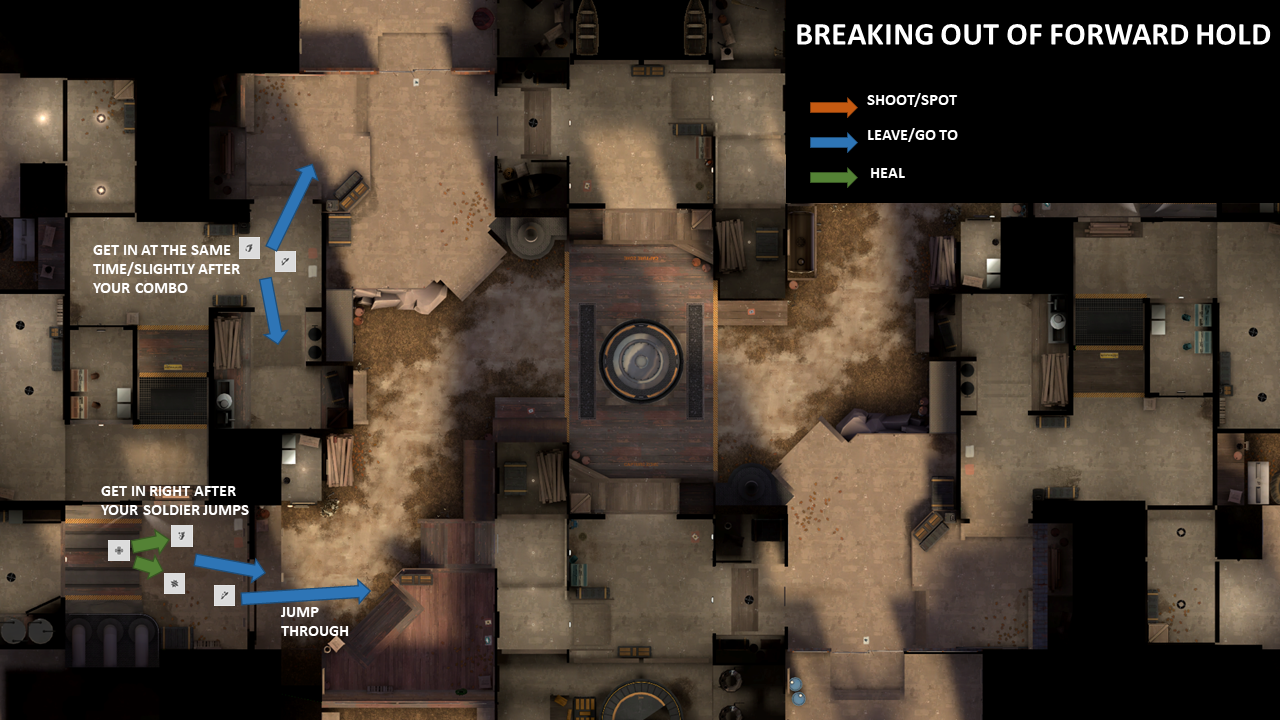 BREAKING OUT OF FORWARD HOLD
SHOOT/SPOT
LEAVE/GO TO
HEAL
GET IN AT THE SAME
TIME/SLIGHTLY AFTER
YOUR COMBO
GET IN RIGHT AFTER
YOUR SOLDIER JUMPS
JUMP
THROUGH